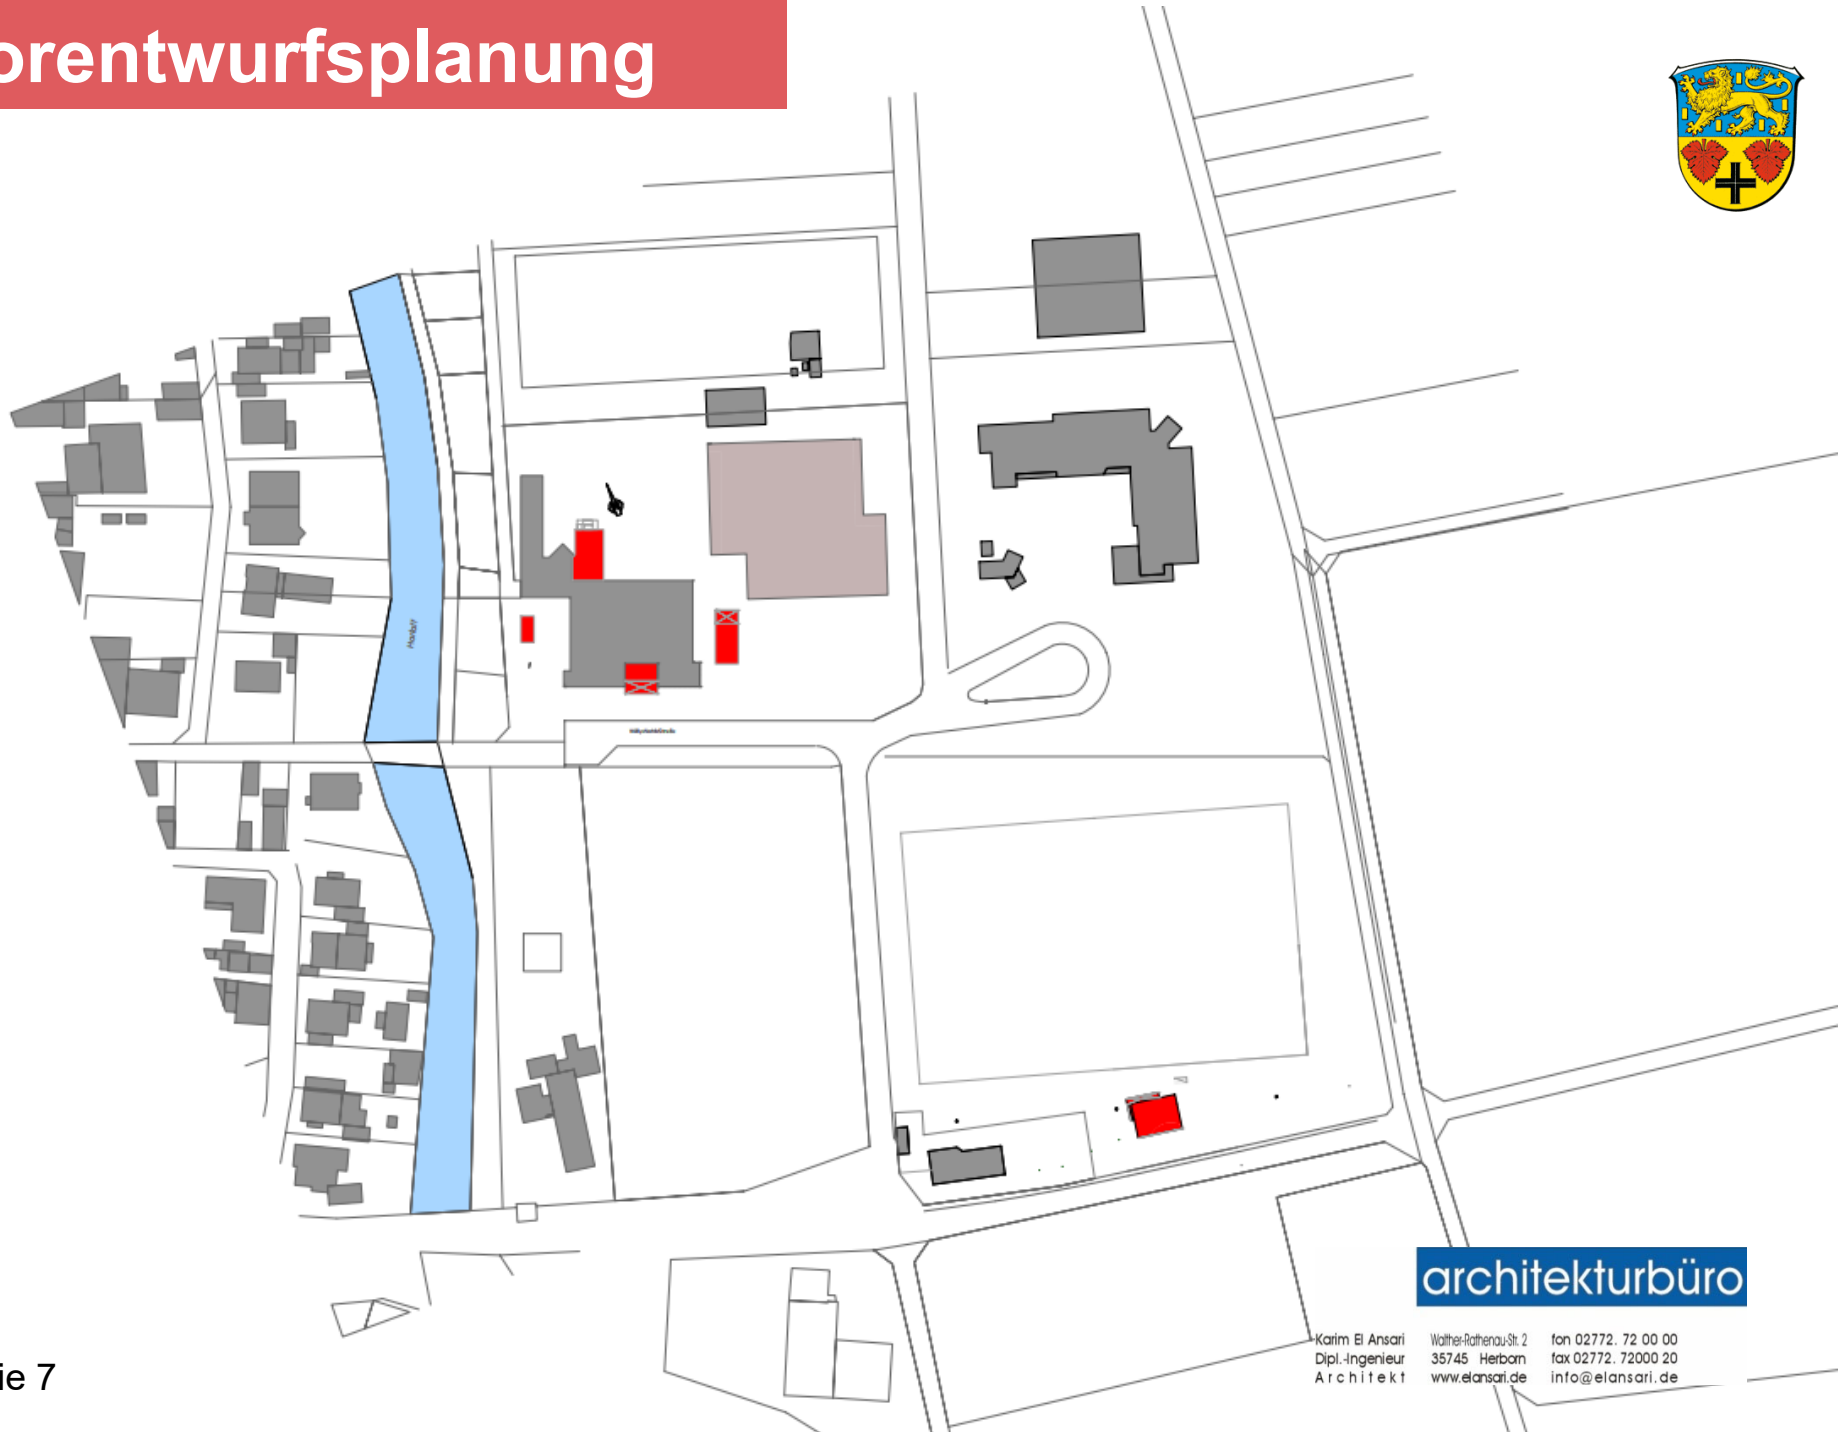 orentwurfsplanung
architekturbüro
Karim El Ansari Walther-Rathenau-Str. 2 fon 02772. 72 00 00
Dipl.-Ingenieur 35745 Herborn fax 02772. 72000 20
Architekt www.elansari.de info@elansari.de
ie 7